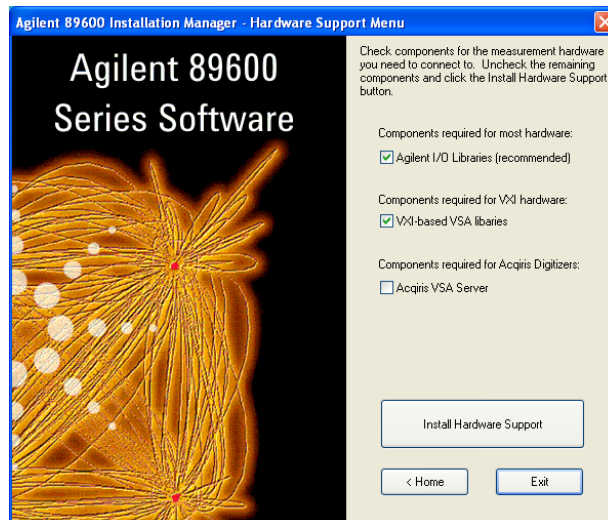 Agilent 89600 Installation Manager - Hardware Support Menu
Agilent 89600
Series Software
Check components for the measurement hardware
you need to connect to. Uncheck the remaining
components and click the Install Hardware Support
button.
Components required for most hardware:
Agilent I/O Libraries (recommended)
Components required for VXI hardware:
VXI-based VSA libaries
Components required for Acqiris Digitizers:
Acqiris VSA Server
Install Hardware Support
< Home
Exit